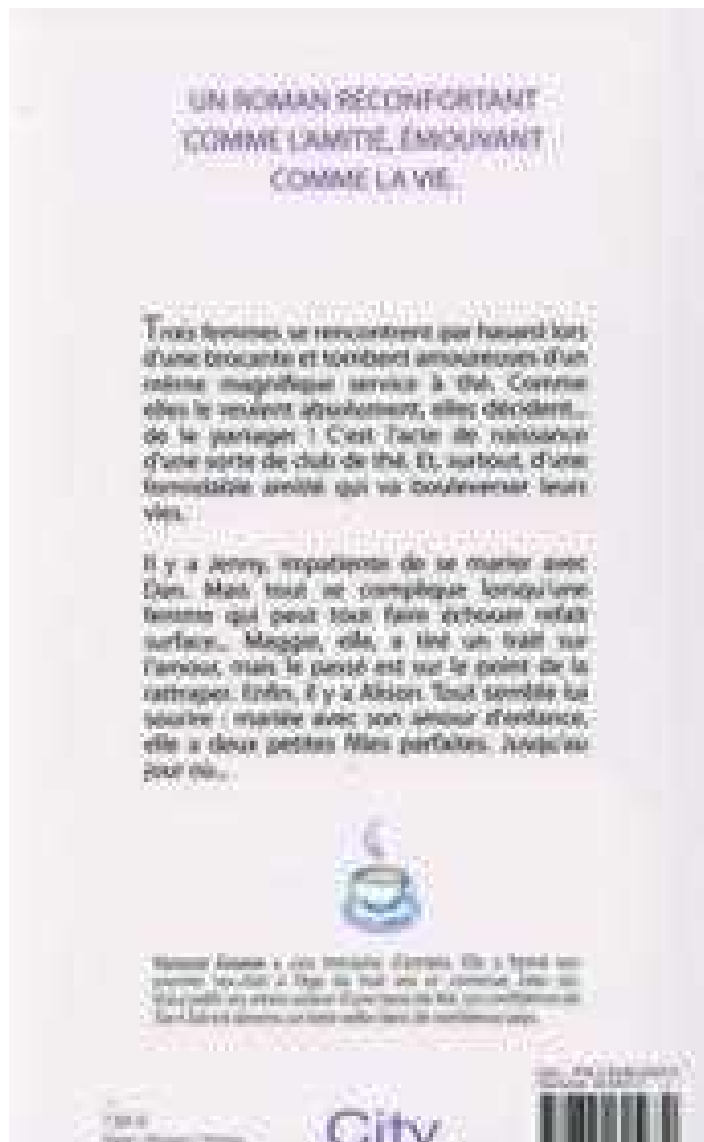 UN ROMAN RÉCONFORTANT
COMME L'AMITIÉ, ÉMOUVANT
COMME LA VIE.
Trois femmes se rencontrent par hasard lors
d'une brocante et tombent amoureuses d'un
même magnifique service à thé. Comme
elles le veulent absolument, elles décident...
de le partager ! C'est l'acte de naissance
d'une sorte de club de thé. Et, surtout, d'une
formidable amitié qui va bouleverser leurs
vies.
Il y a Jenny, impatiente de se marier avec
Dan. Mais tout se complique lorsqu'une
femme qui peut tout faire échouer refait
surface... Maggie, elle, a tiré un trait sur
l'amour, mais le passé est sur le point de la
rattraper. Enfin, il y a Alison. Tout semble lui
sourire : mariée avec son amour d'enfance,
elle a deux petites filles parfaites. Jusqu'au
jour où...
City